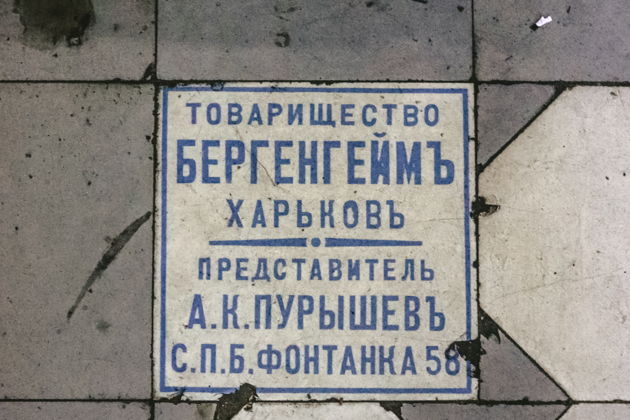 ТОВАРИЩЕСТВО
БЕРГЕНГЕЙМЪ
ХАРЬКОВЪ
ПРЕДСТАВИТЕЛЬ
А.К.ПУРЫШЕВЪ
С.П.Б.ФОНТАНКА 58